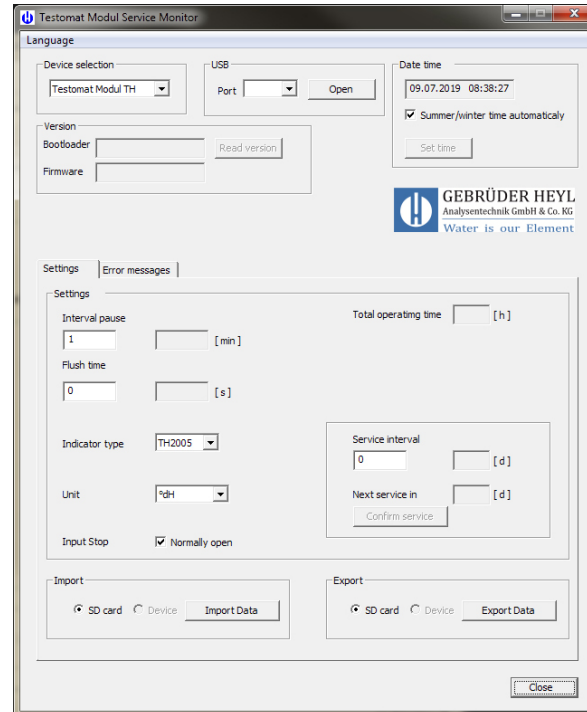 Testomat Modul Service Monitor
Language
Device selection
Testomat Modul TH
USB
Port
Open
Date time
09.07.2019 08:38:27
Summer/winter time automaticaly
Set time
Version
Bootloader
Read version
Firmware
GEBRÜDER HEYL
Analysentechnik GmbH & Co. KG
Water is our Element
Settings
Error messages
Settings
Interval pause
1
[ min ]
Total operatimg time
[ h ]
Flush time
0
[ s ]
Indicator type
TH2005
Unit
°dH
Input Stop
Normally open
Service interval
0
[ d ]
Next service in
[ d ]
Confirm service
Import
SD card
Device
Import Data
Export
SD card
Device
Export Data
Close